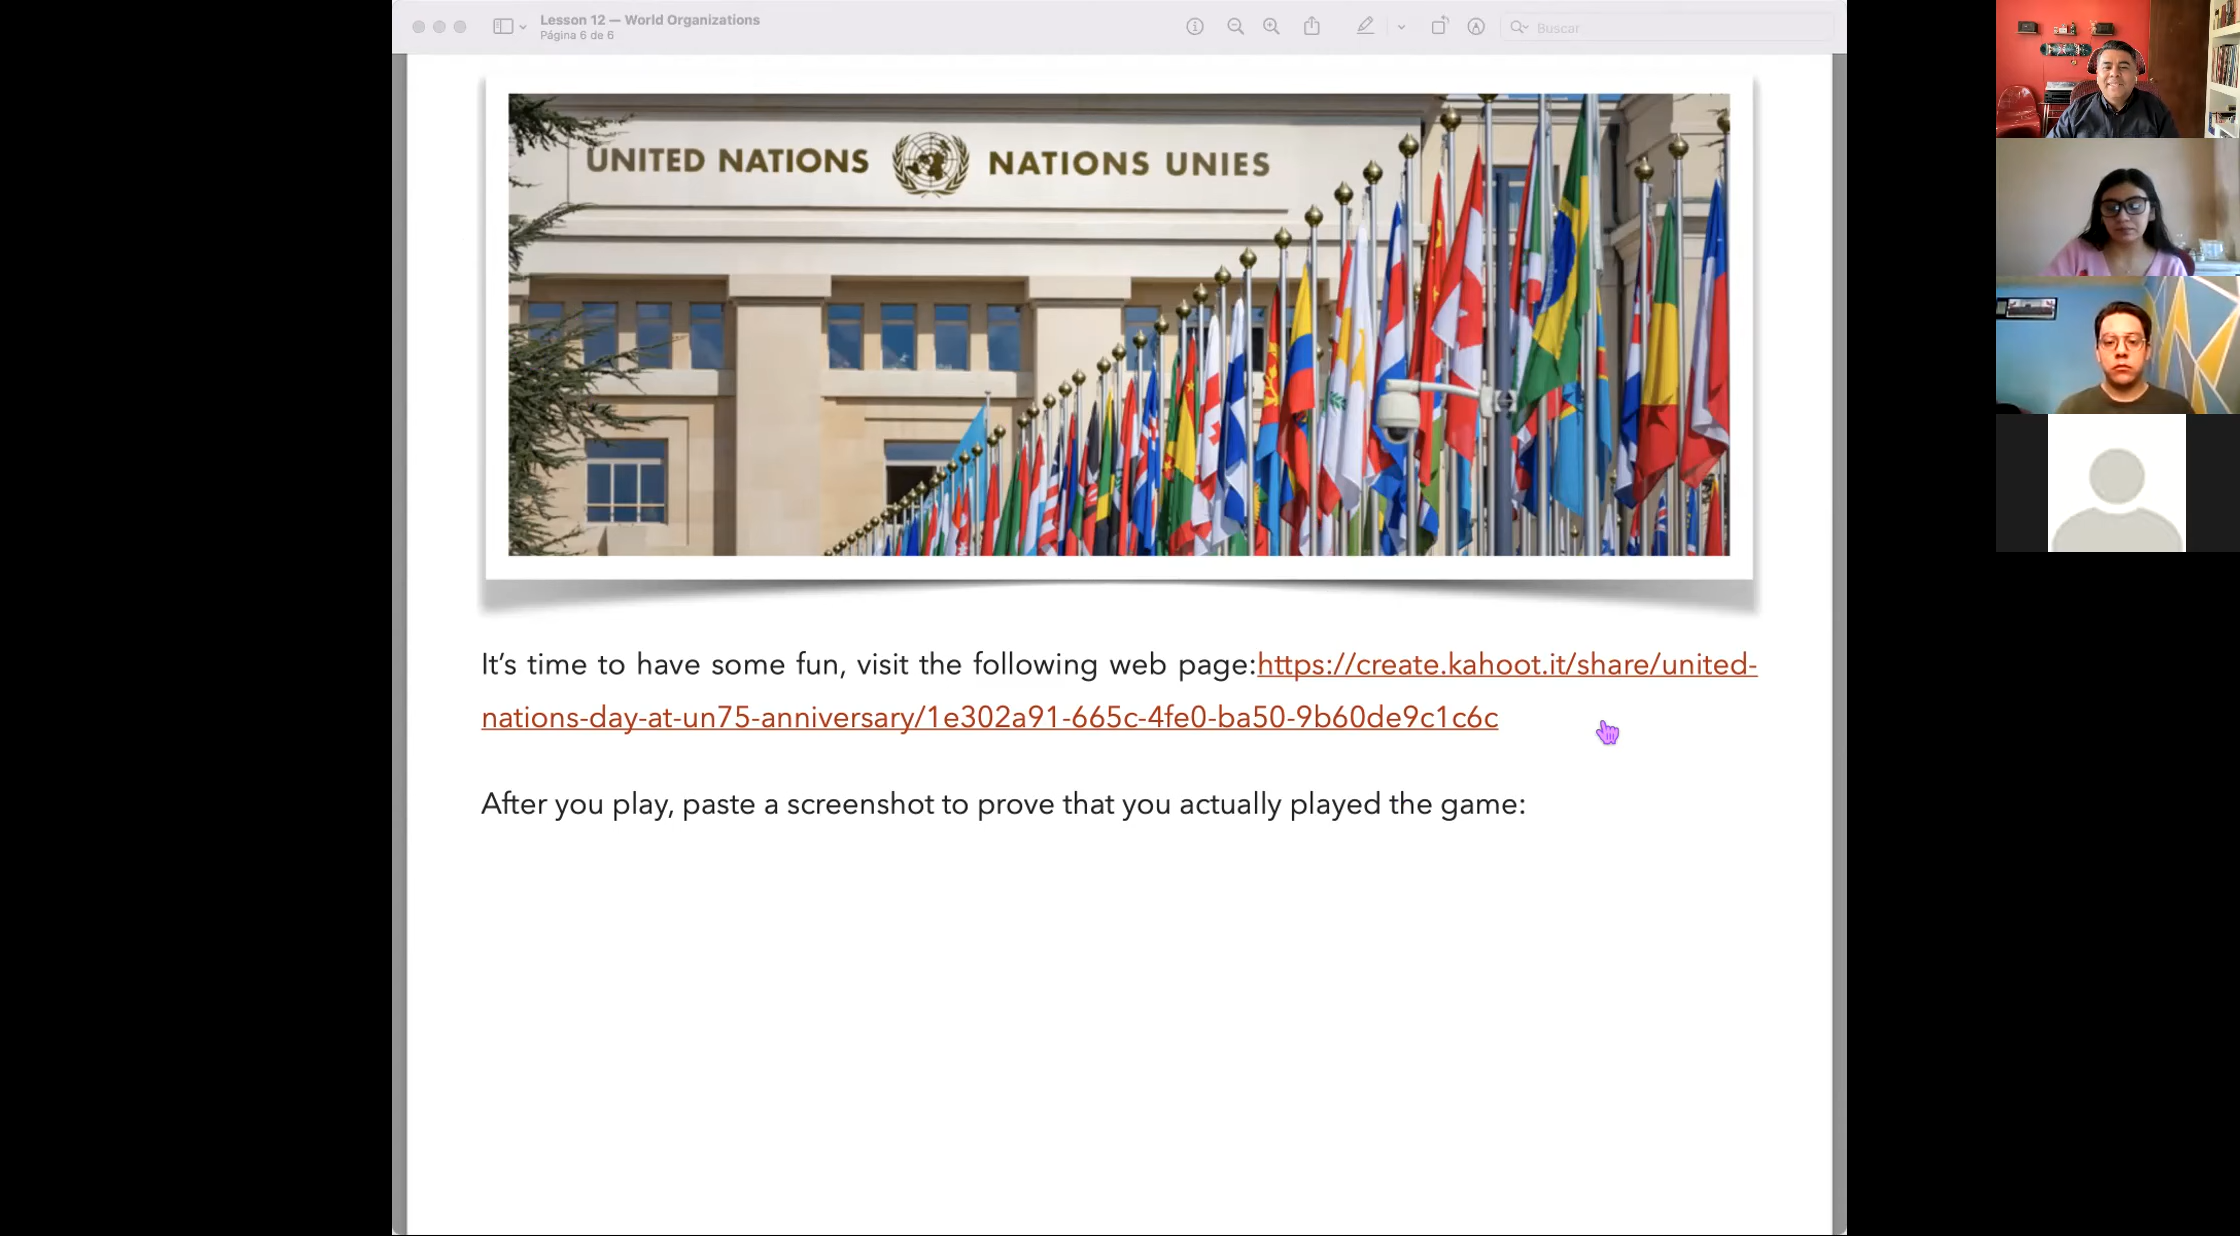 Lesson 12 — World Organizations
Página 6 de 6
Buscar
UNITED NATIONS NATIONS UNIES
It’s time to have some fun, visit the following web page:https://create.kahoot.it/share/united-
nations-day-at-un75-anniversary/1e302a91-665c-4fe0-ba50-9b60de9c1c6c
After you play, paste a screenshot to prove that you actually played the game: